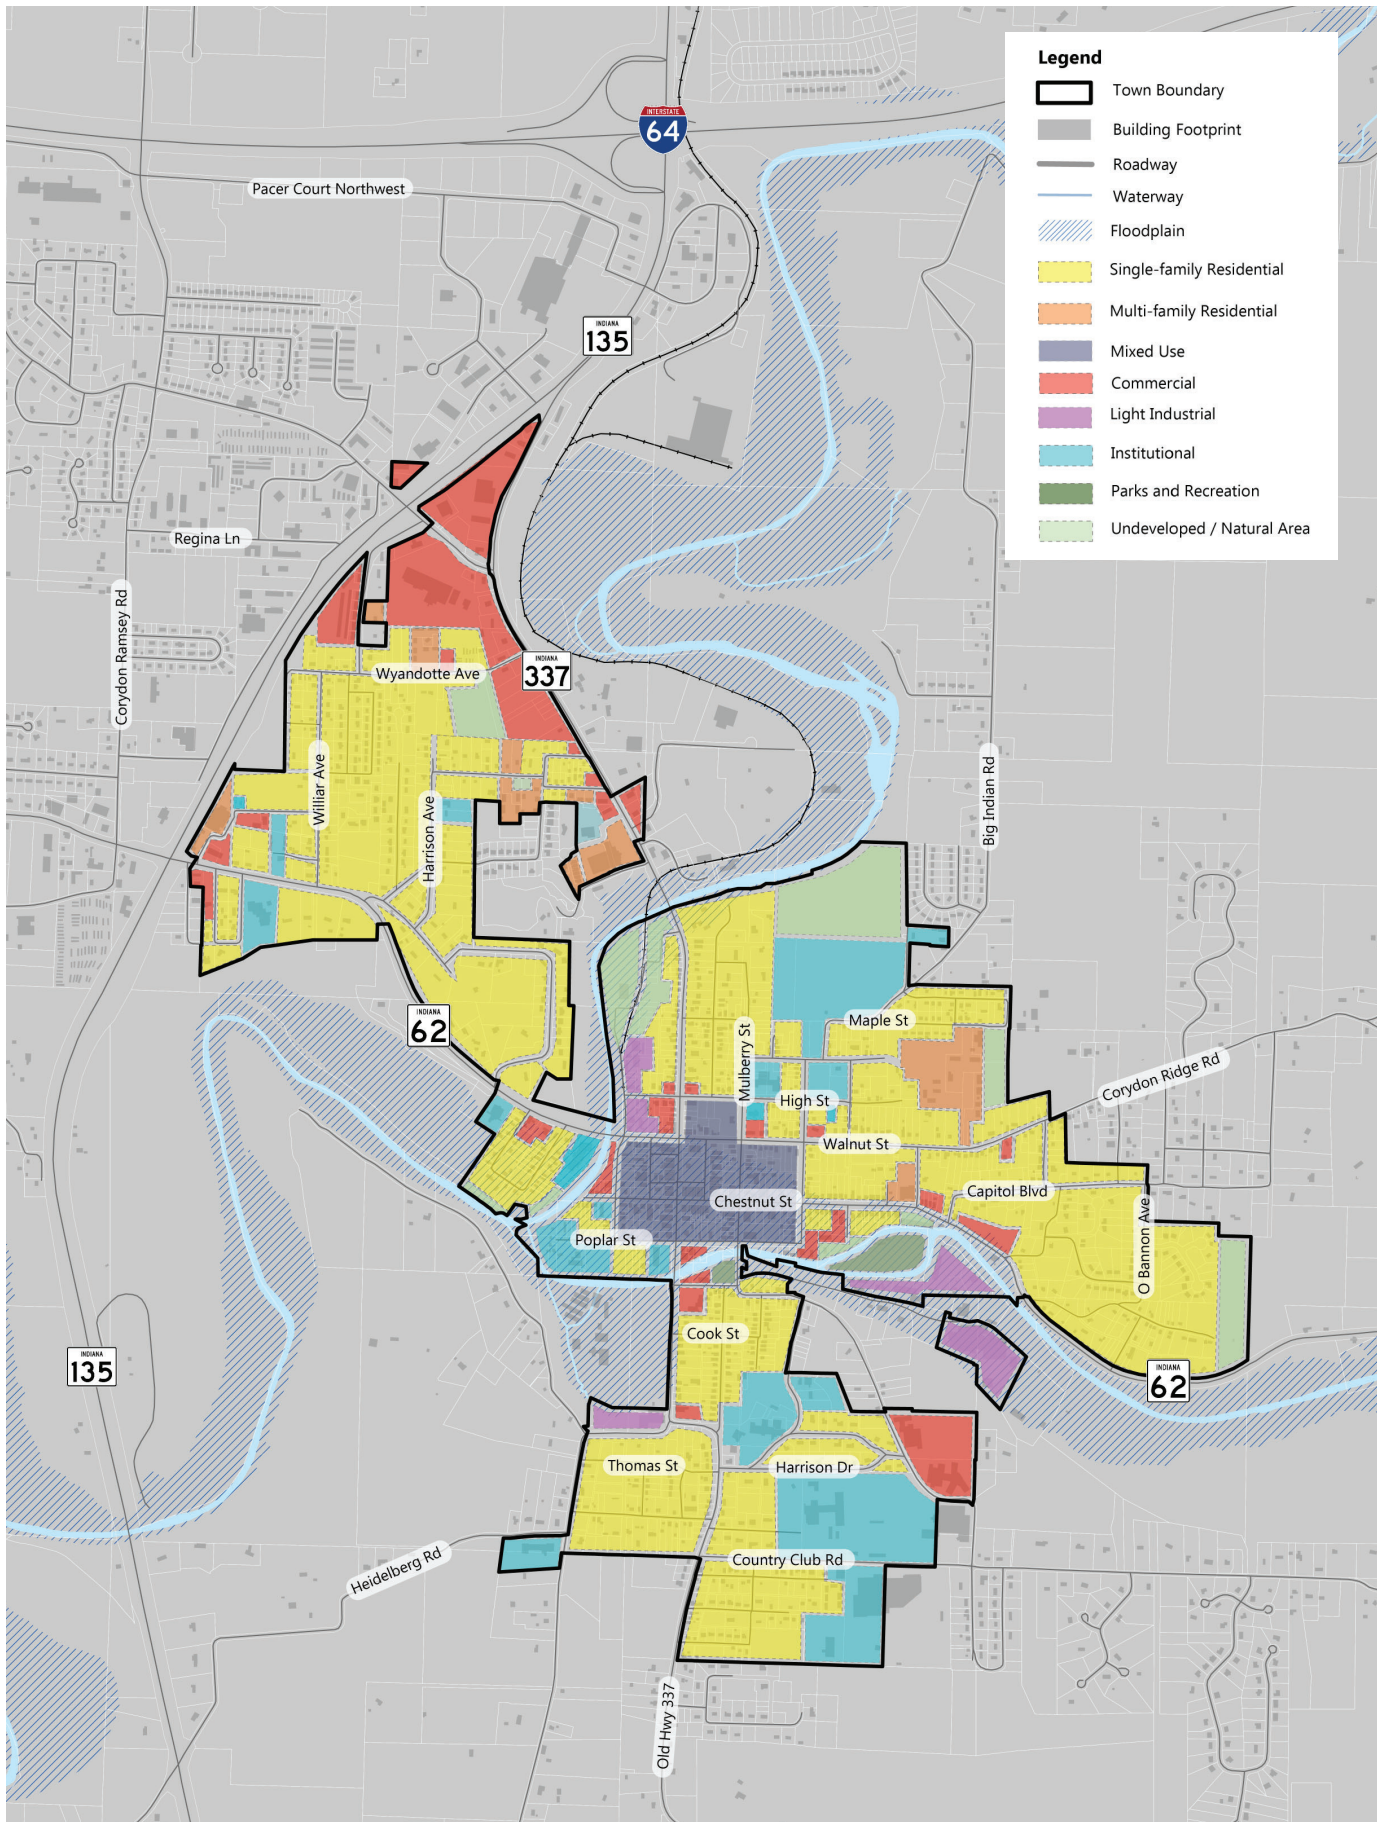 Legend
Town Boundary
Building Footprint
Roadway
Waterway
Floodplain
Single-family Residential
Multi-family Residential
Mixed Use
Commercial
Light Industrial
Institutional
Parks and Recreation
Undeveloped / Natural Area
INTERSTATE
64
Pacer Court Northwest
INDIANA
135
Regina Ln
Corydon Ramsey Rd
INDIANA
337
Wyandotte Ave
Williar Ave
Harrison Ave
Big Indian Rd
INDIANA
62
Maple St
Mulberry St
Corydon Ridge Rd
High St
Walnut St
Capitol Blvd
Chestnut St
O Bannon Ave
Poplar St
Cook St
INDIANA
135
INDIANA
62
Thomas St
Harrison Dr
Country Club Rd
Heidelberg Rd
Old Hwy 337